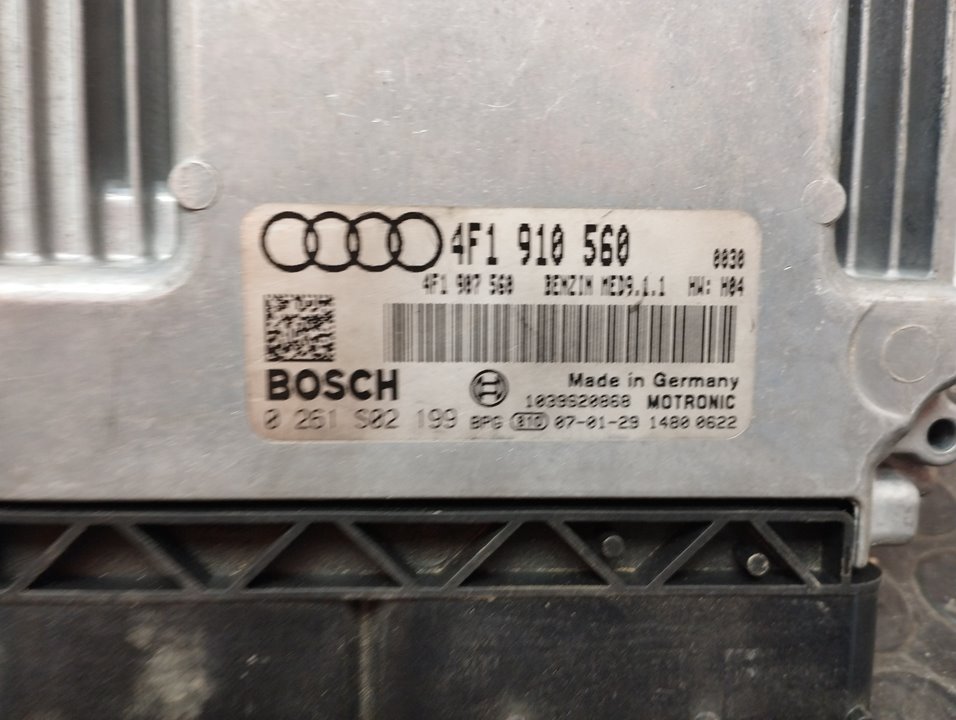 4F1 910 560 0030
4F1 907 560 BENZIN MED9.1.1 HW: H04
BOSCH Made in Germany
1039S20868 MOTRONIC
0 261 S02 199 BPG 810 07-01-29 1480 0622